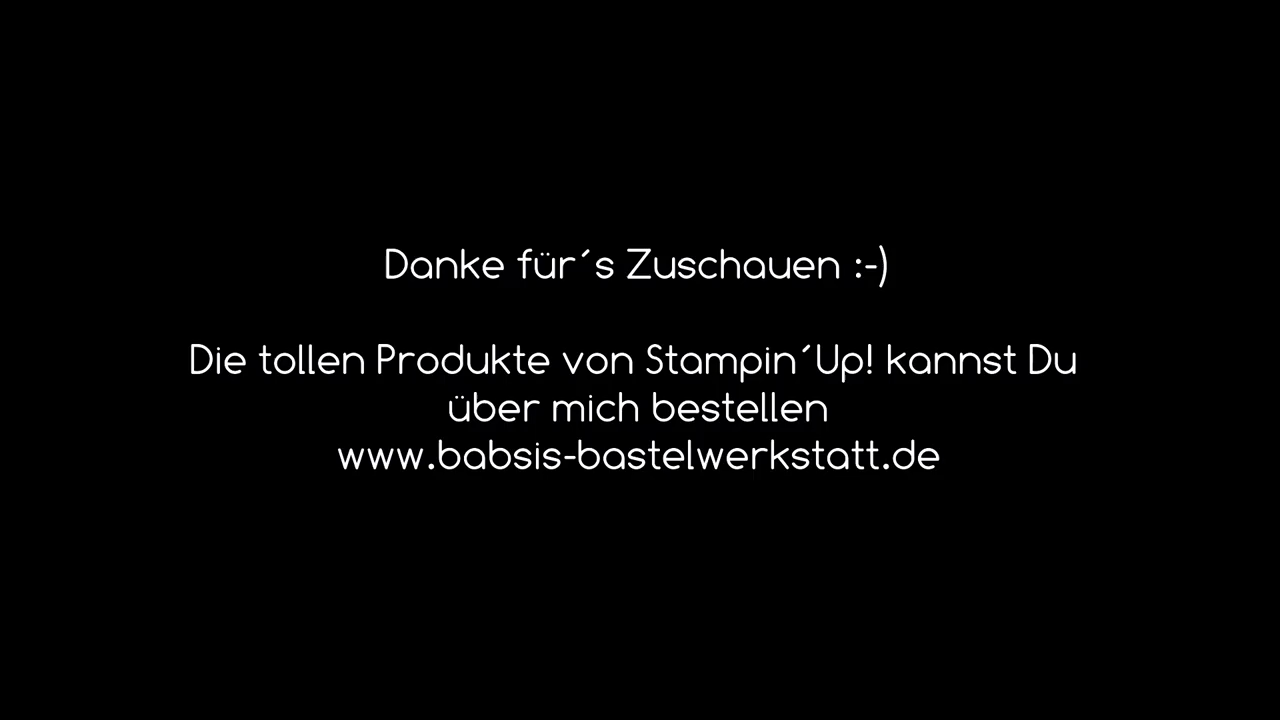 Danke für´s Zuschauen :-)
Die tollen Produkte von Stampin´Up! kannst Du
über mich bestellen
www.babsis-bastelwerkstatt.de